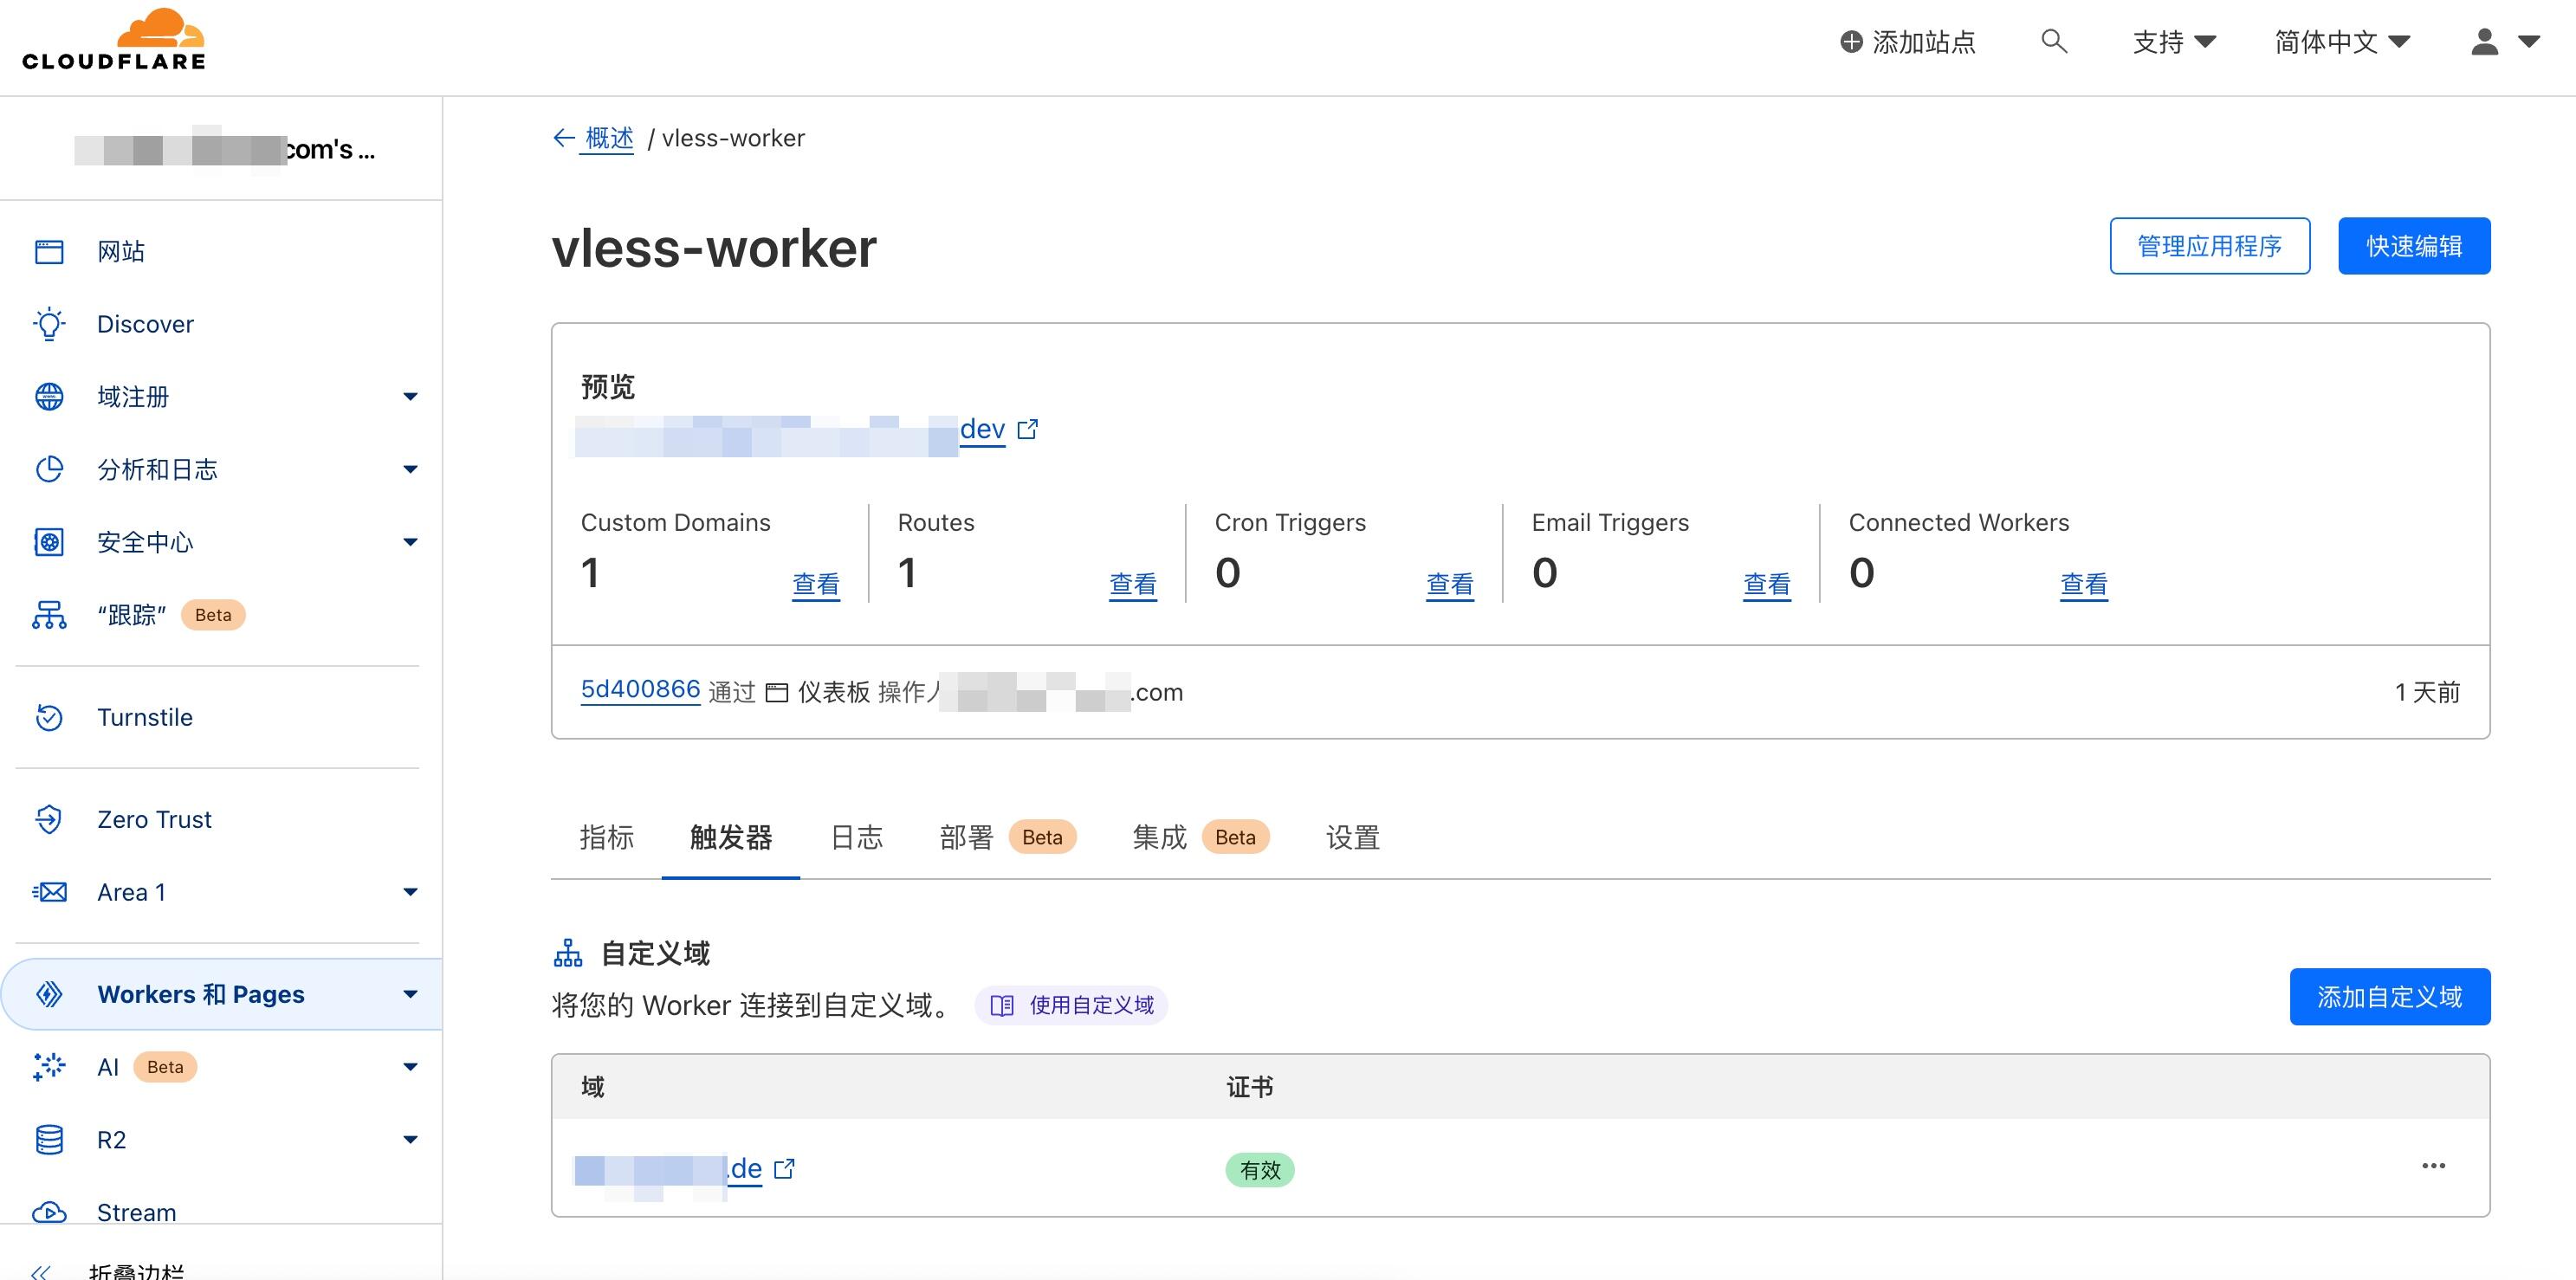 CLOUDFLARE
添加站点
支持
简体中文
com's ...
网站
Discover
域注册
分析和日志
安全中心
“跟踪” Beta
Turnstile
Zero Trust
Area 1
Workers 和 Pages
AI Beta
R2
Stream
折叠边栏
概述 / vless-worker
vless-worker
管理应用程序
快速编辑
预览
dev
Custom Domains
1 查看
Routes
1 查看
Cron Triggers
0 查看
Email Triggers
0 查看
Connected Workers
0 查看
5d400866 通过 仪表板 操作人 .com
1 天前
指标 触发器 日志 部署 Beta 集成 Beta 设置
自定义域
将您的 Worker 连接到自定义域。 使用自定义域
添加自定义域
域 证书
.de 有效